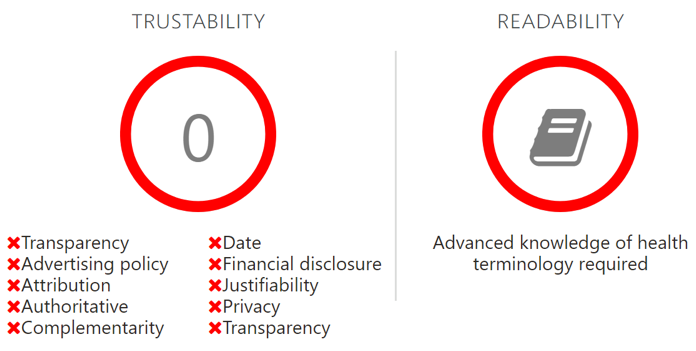 TRUSTABILITY
0
Transparency
Advertising policy
Attribution
Authoritative
Complementarity
Date
Financial disclosure
Justifiability
Privacy
Transparency
READABILITY
Advanced knowledge of health
terminology required